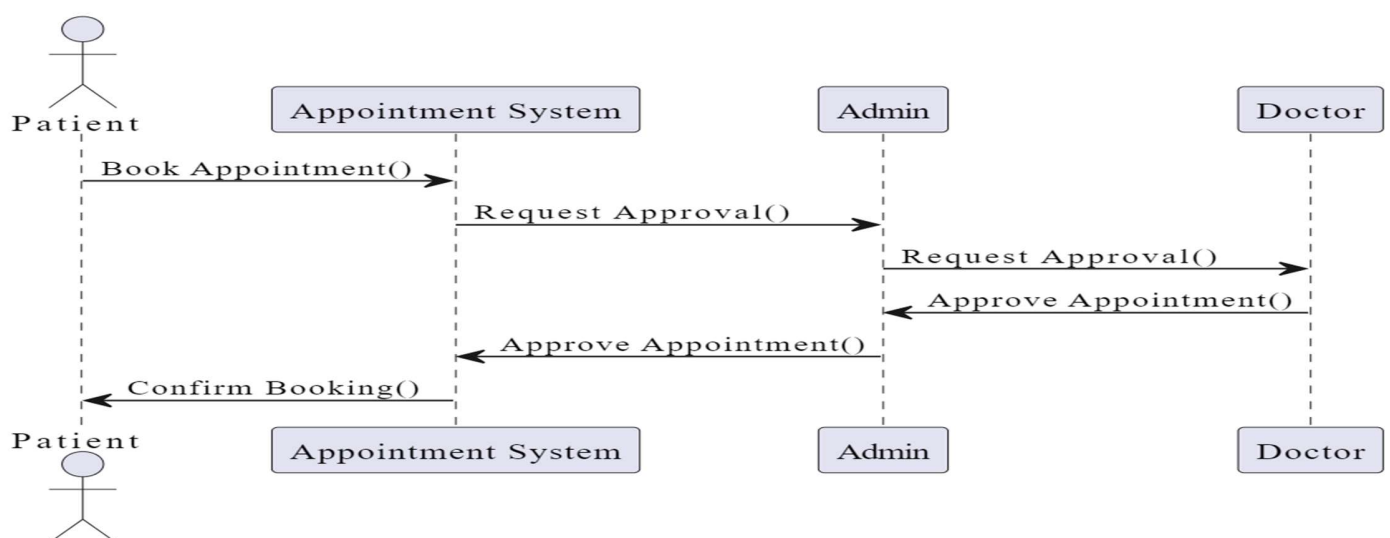 Patient
Appointment System
Admin
Doctor
Book Appointment()
Request Approval()
Request Approval()
Approve Appointment()
Approve Appointment()
Confirm Booking()
Patient
Appointment System
Admin
Doctor